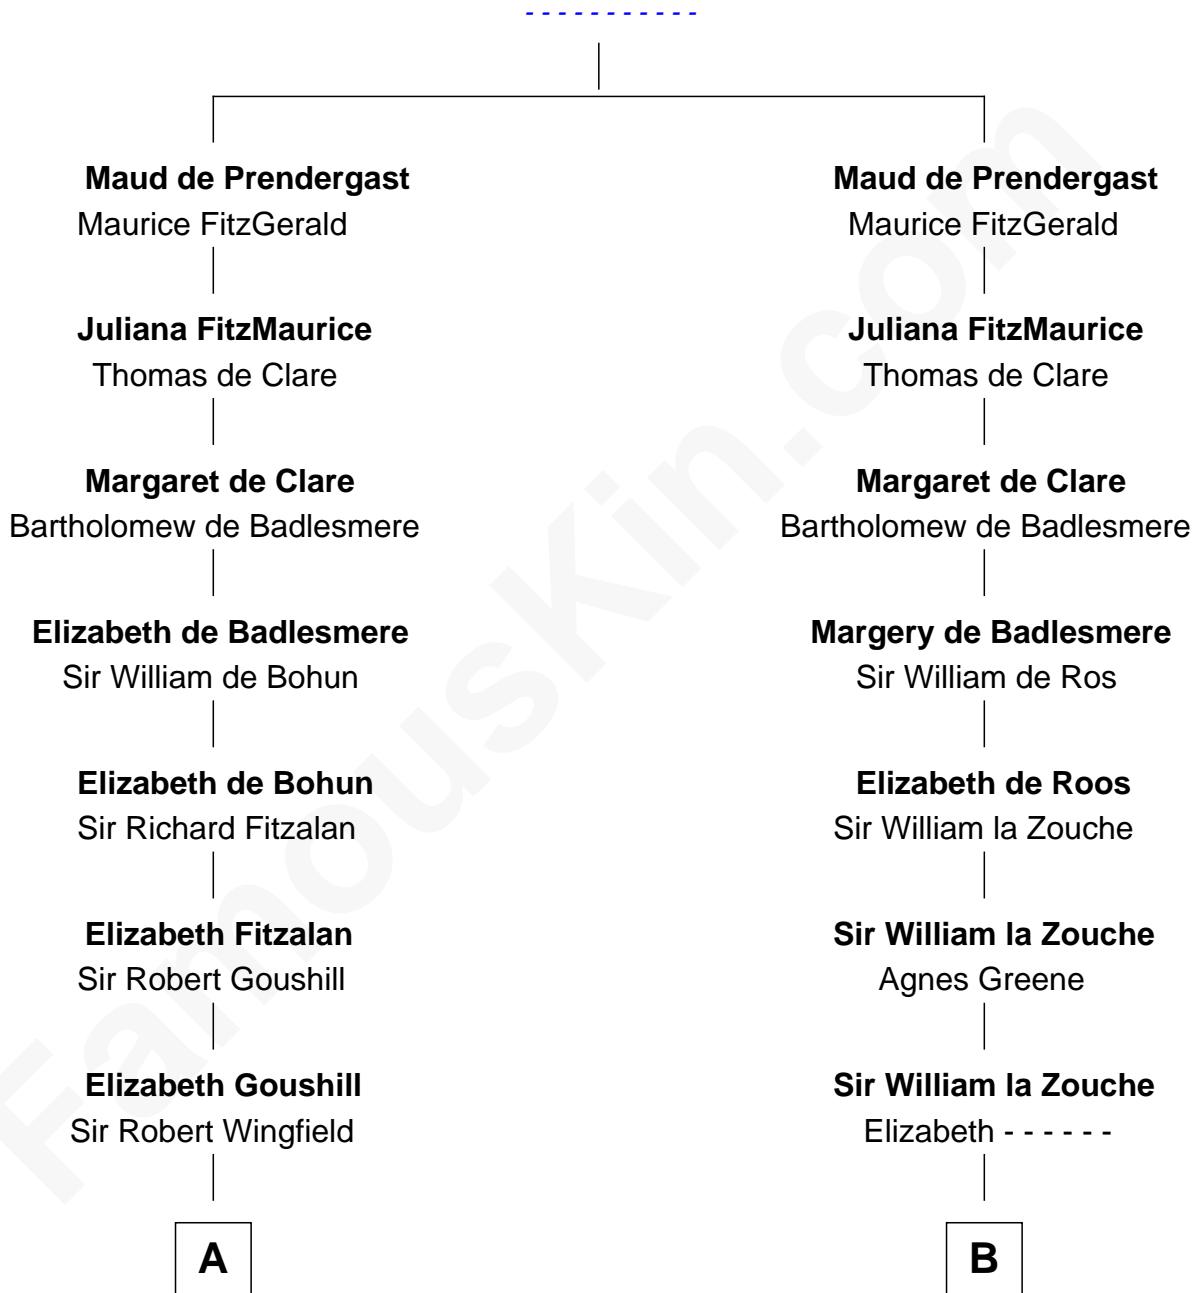 - - - - - - - - - - -
Maud de Prendergast
Maurice FitzGerald
Juliana FitzMaurice
Thomas de Clare
Margaret de Clare
Bartholomew de Badlesmere
Elizabeth de Badlesmere
Sir William de Bohun
Elizabeth de Bohun
Sir Richard Fitzalan
Elizabeth Fitzalan
Sir Robert Goushill
Elizabeth Goushill
Sir Robert Wingfield
A
Maud de Prendergast
Maurice FitzGerald
Juliana FitzMaurice
Thomas de Clare
Margaret de Clare
Bartholomew de Badlesmere
Margery de Badlesmere
Sir William de Ros
Elizabeth de Roos
Sir William la Zouche
Sir William la Zouche
Agnes Greene
Sir William la Zouche
Elizabeth - - - - - -
B
FamousKin.com